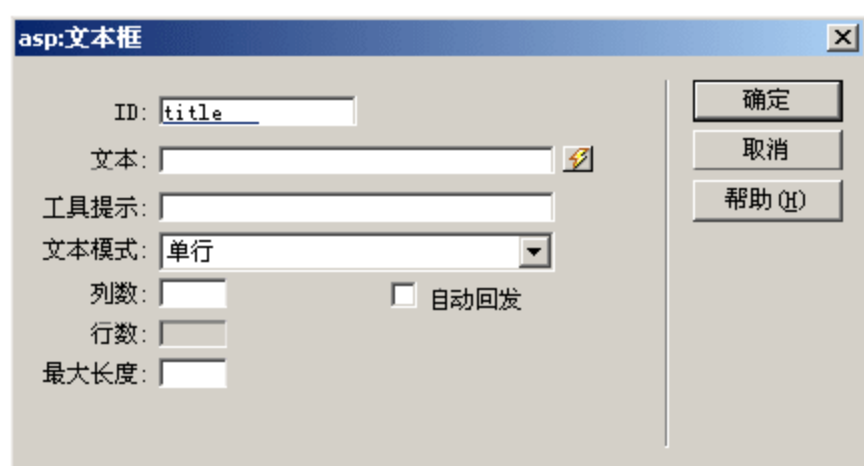 asp:文本框
ID: title
文本:
工具提示:
文本模式: 单行
列数:
自动回发
行数:
最大长度:
确定
取消
帮助(H)